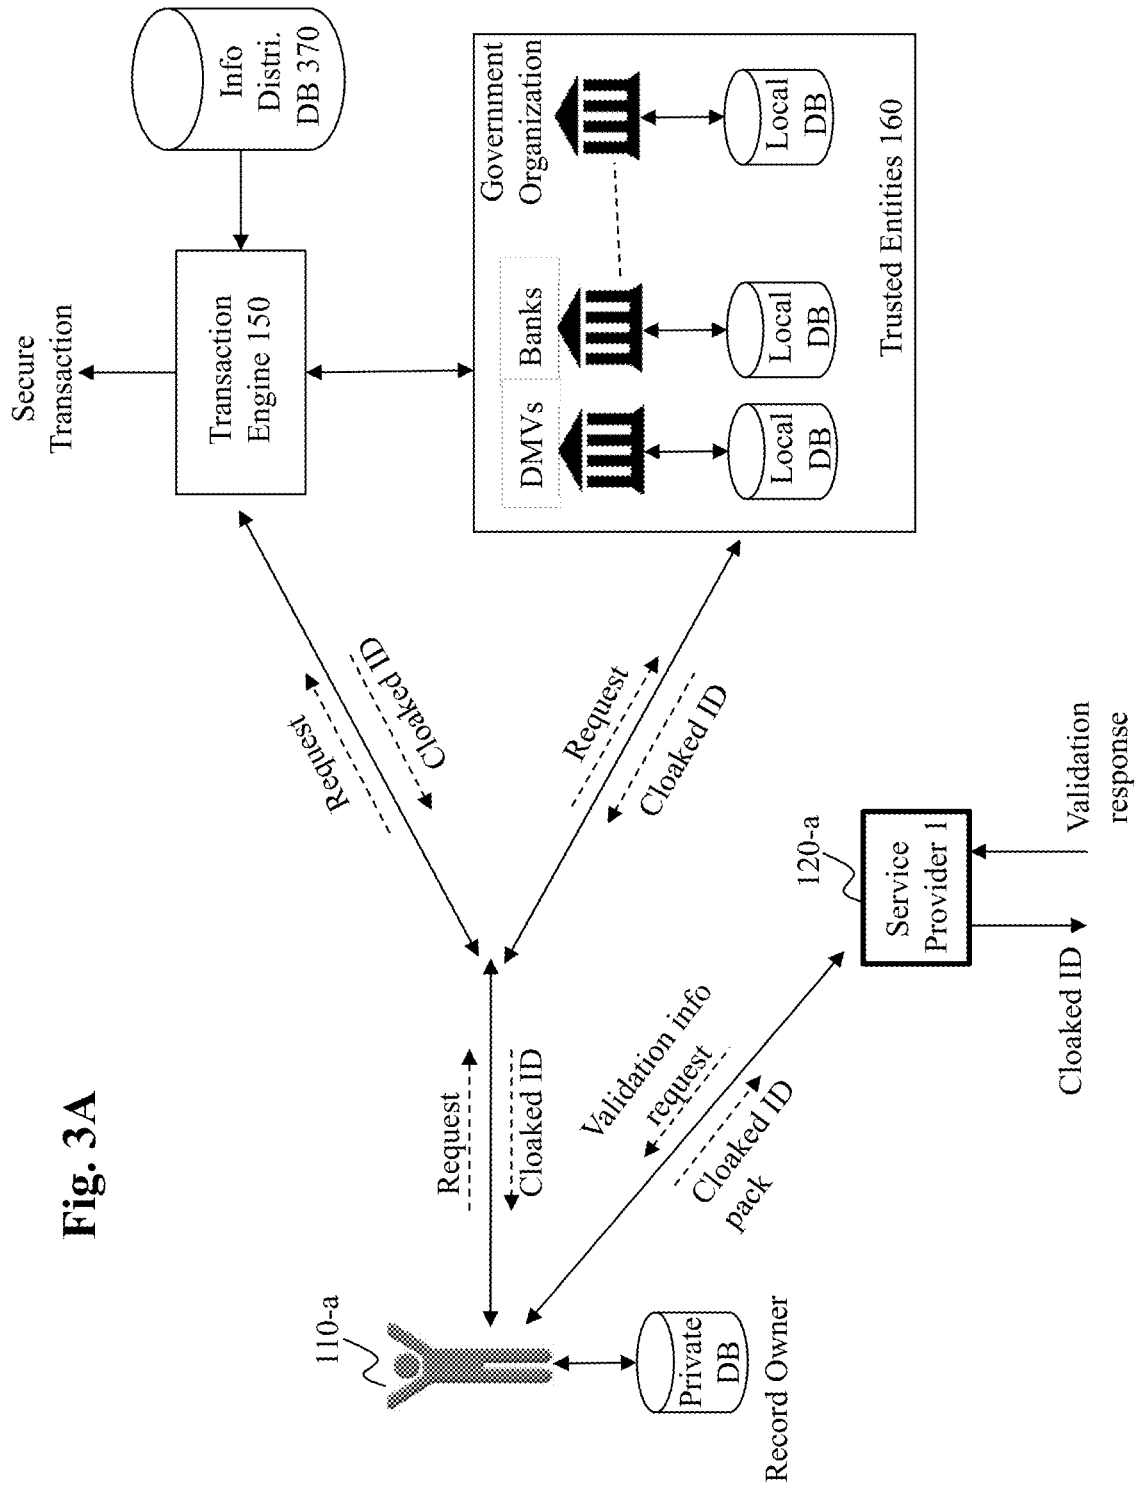 Fig. 3A
110-a
Private
DB
Record Owner
Request
Cloaked ID
Validation info
request
Cloaked ID
pack
120-a
Service
Provider 1
Cloaked ID
Validation
response
Request
Cloaked ID
Request
Cloaked ID
Secure
Transaction
Transaction
Engine 150
Info
Distri.
DB 370
DMVs
Banks
Government
Organization
Local
DB
Local
DB
Local
DB
Trusted Entities 160